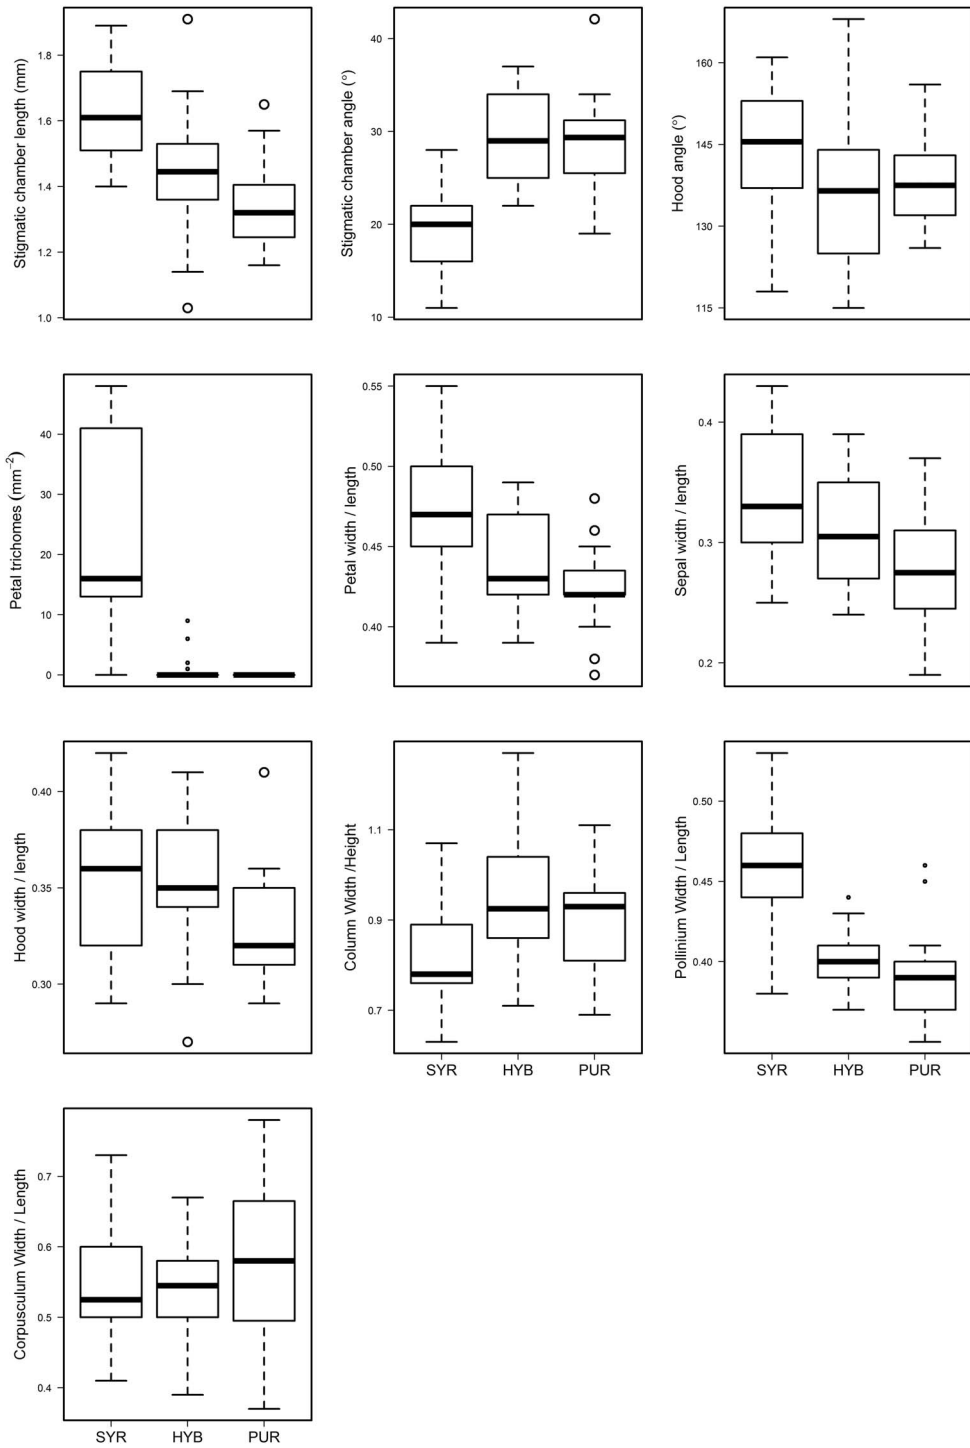 Stigmatic chamber length (mm)
1.8
1.6
1.4
1.2
1.0
Stigmatic chamber angle (°)
40
30
20
10
Hood angle (°)
160
145
130
115
Petal trichomes (mm⁻²)
40
30
20
10
0
Petal width / length
0.55
0.50
0.45
0.40
Sepal width / length
0.4
0.3
0.2
Hood width / length
0.40
0.35
0.30
Column Width /Height
1.1
0.9
0.7
SYR HYB PUR
Pollinium Width / Length
0.50
0.45
0.40
SYR HYB PUR
Corpusculum Width / Length
0.7
0.6
0.5
0.4
SYR HYB PUR